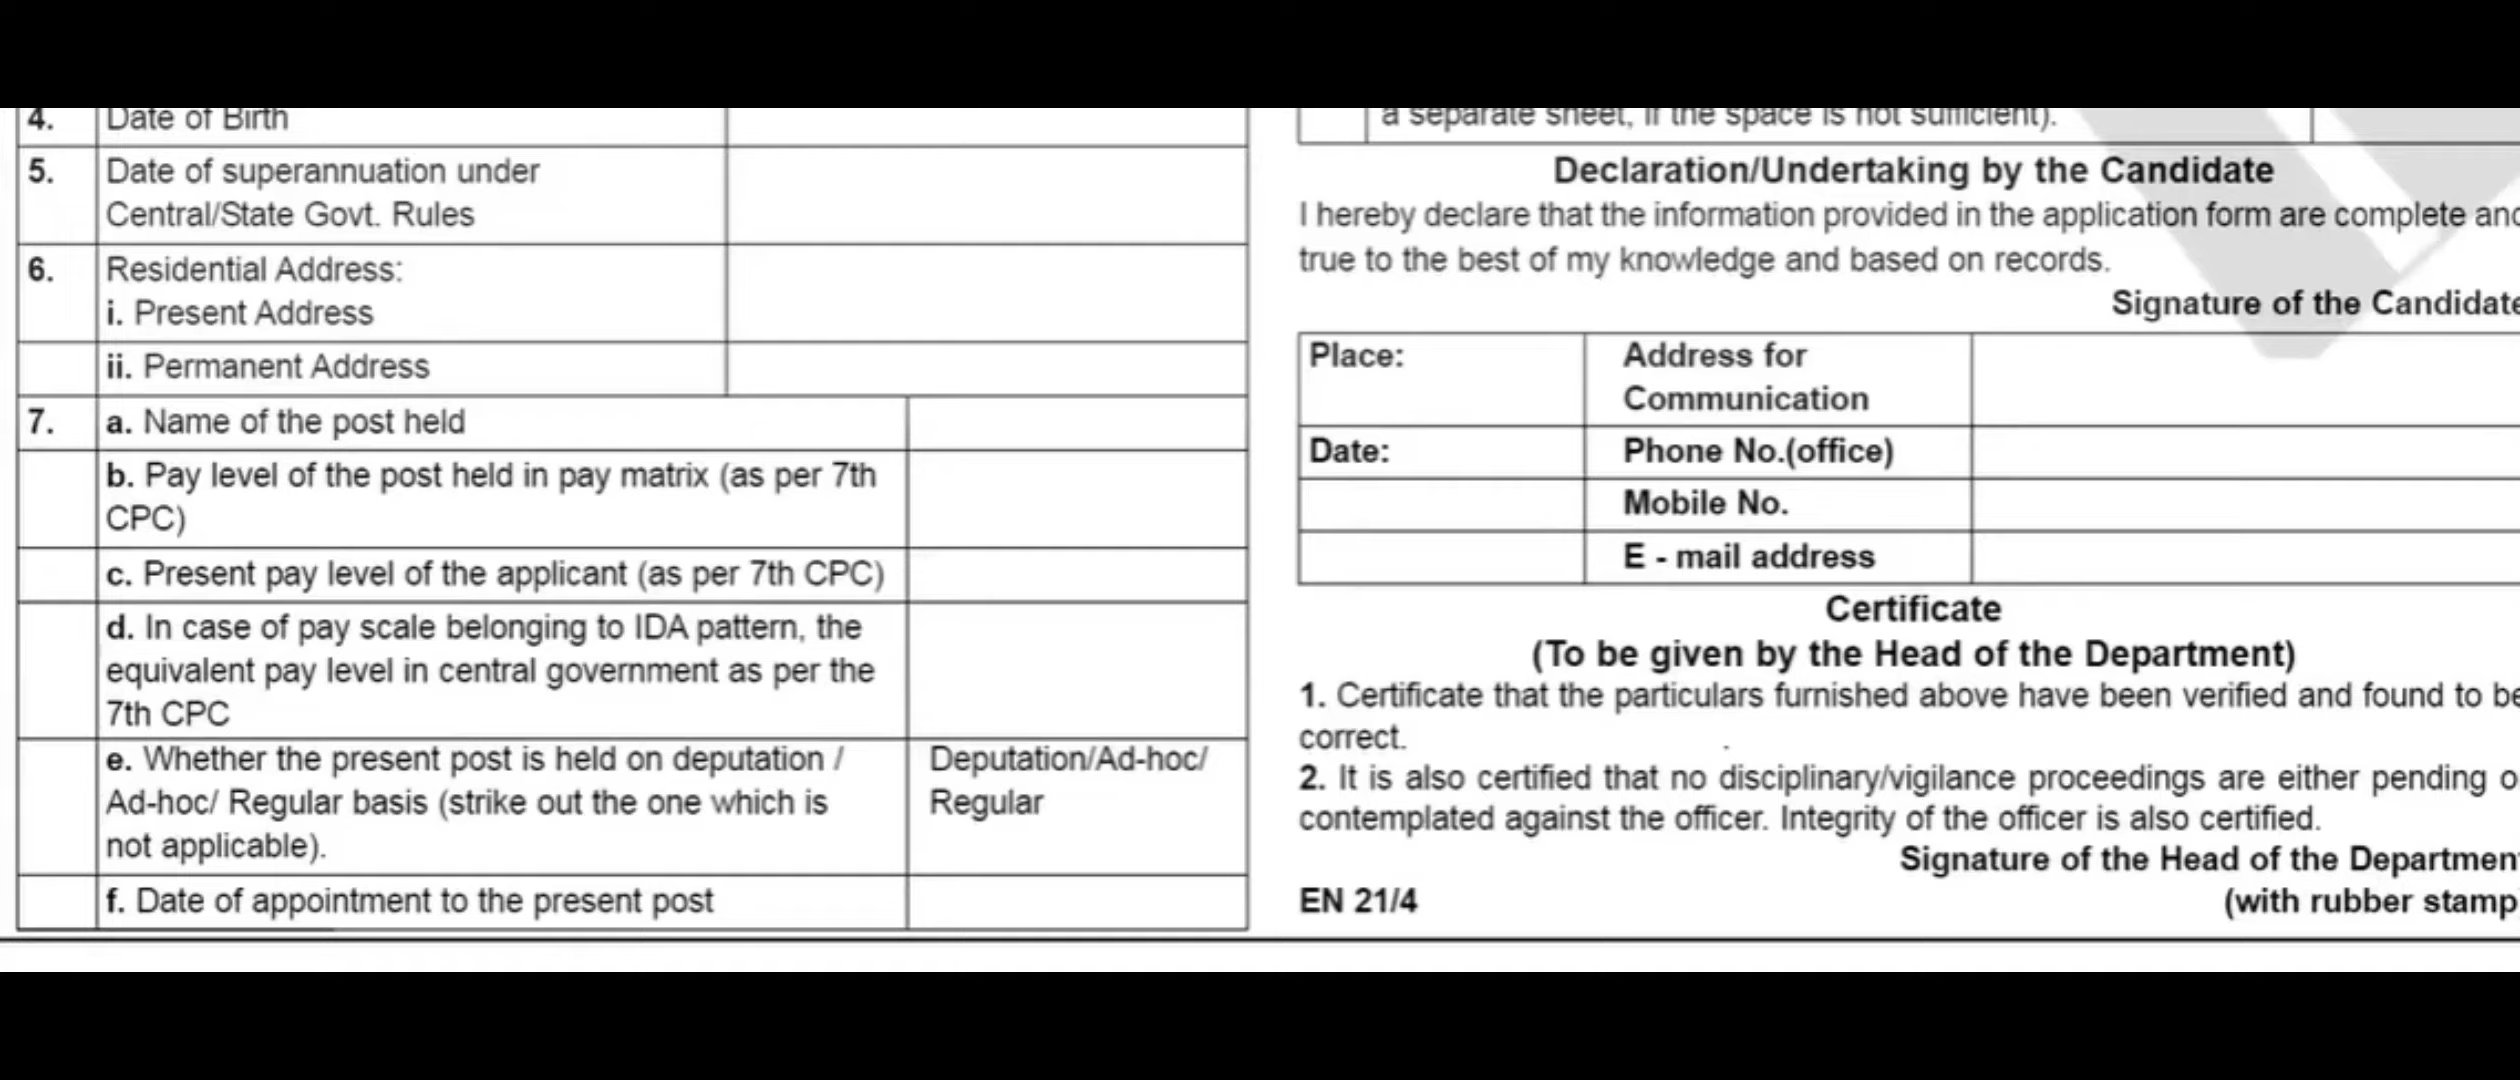 4. Date of Birth
5. Date of superannuation under
Central/State Govt. Rules
6. Residential Address:
i. Present Address
ii. Permanent Address
7. a. Name of the post held
b. Pay level of the post held in pay matrix (as per 7th
CPC)
c. Present pay level of the applicant (as per 7th CPC)
d. In case of pay scale belonging to IDA pattern, the
equivalent pay level in central government as per the
7th CPC
e. Whether the present post is held on deputation /
Ad-hoc/ Regular basis (strike out the one which is
not applicable).
Deputation/Ad-hoc/
Regular
f. Date of appointment to the present post
a separate sheet, if the space is not sufficient).
Declaration/Undertaking by the Candidate
I hereby declare that the information provided in the application form are complete and
true to the best of my knowledge and based on records.
Signature of the Candidate
Place: Address for
Communication
Date: Phone No.(office)
Mobile No.
E - mail address
Certificate
(To be given by the Head of the Department)
1. Certificate that the particulars furnished above have been verified and found to be
correct.
2. It is also certified that no disciplinary/vigilance proceedings are either pending o
contemplated against the officer. Integrity of the officer is also certified.
Signature of the Head of the Departmen
EN 21/4 (with rubber stamp